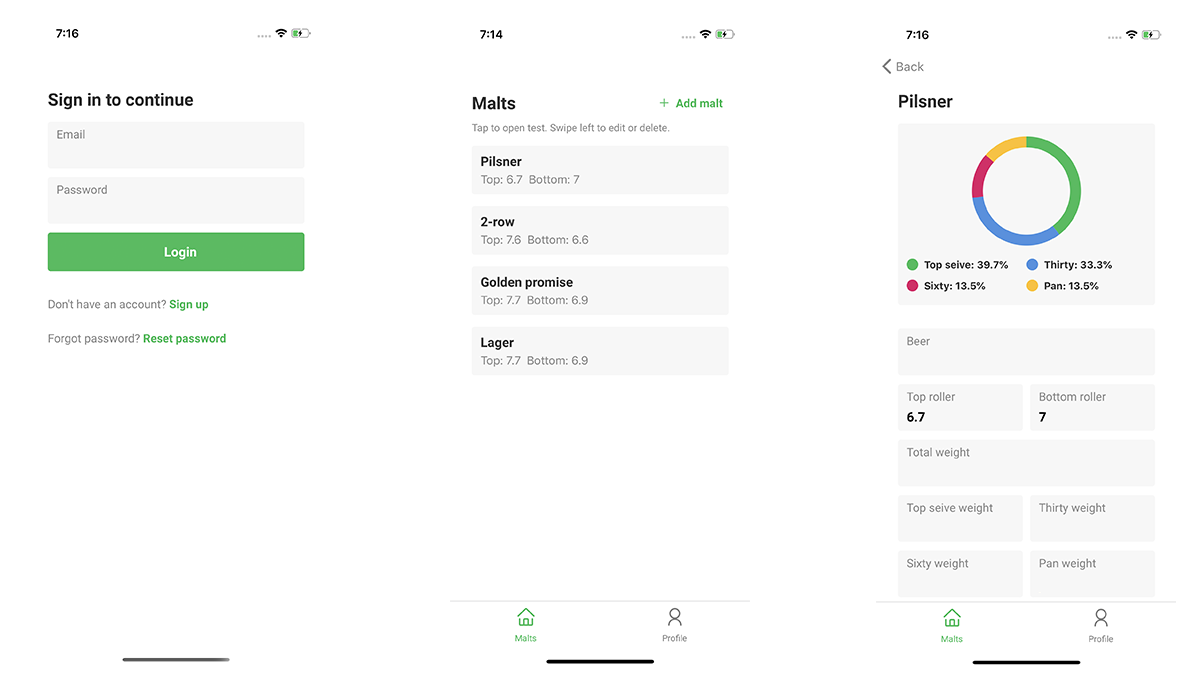 7:16
Sign in to continue
Email
Password
Login
Don't have an account? Sign up
Forgot password? Reset password
7:14
Malts
+ Add malt
Tap to open test. Swipe left to edit or delete.
Pilsner
Top: 6.7 Bottom: 7
2-row
Top: 7.6 Bottom: 6.6
Golden promise
Top: 7.7 Bottom: 6.9
Lager
Top: 7.7 Bottom: 6.9
Malts
Profile
7:16
Back
Pilsner
Top seive: 39.7%
Thirty: 33.3%
Sixty: 13.5%
Pan: 13.5%
Beer
Top roller
6.7
Bottom roller
7
Total weight
Top seive weight
Thirty weight
Sixty weight
Pan weight
Malts
Profile